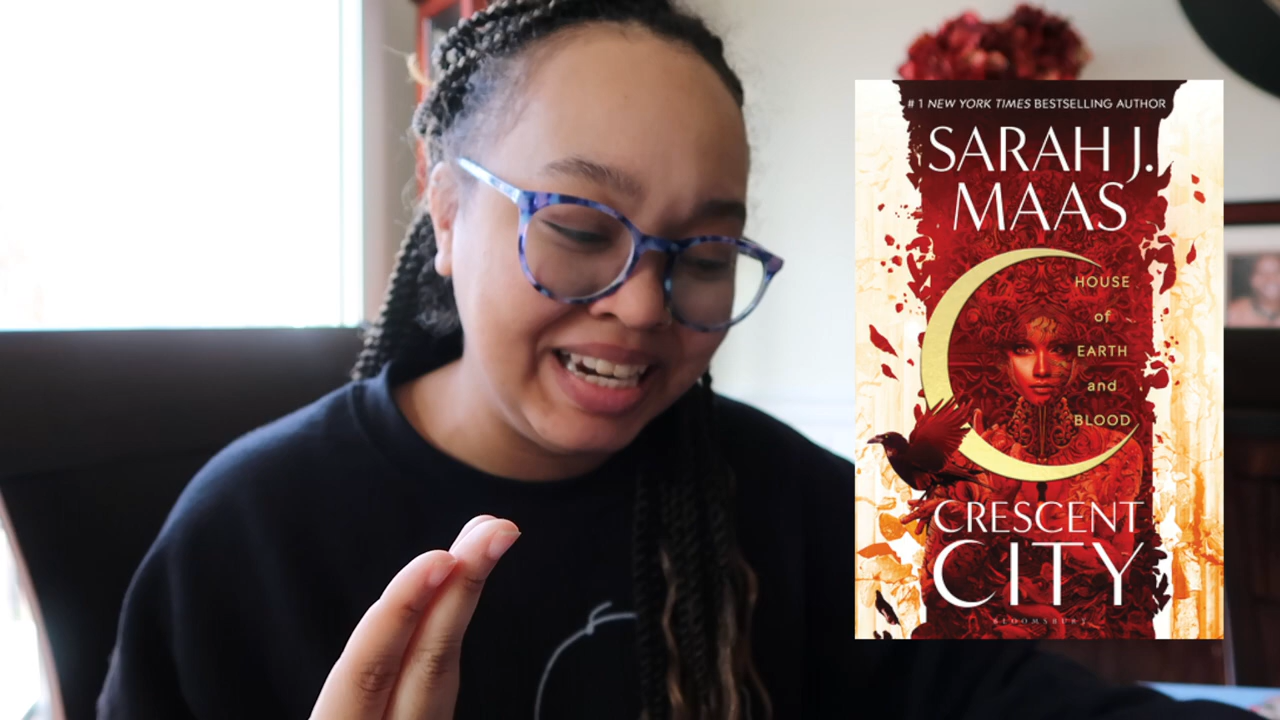 #1 NEW YORK TIMES BESTSELLING AUTHOR
SARAH J.
MAAS
HOUSE
of
EARTH
and
BLOOD
CRESCENT
CITY
BLOOMSBURY